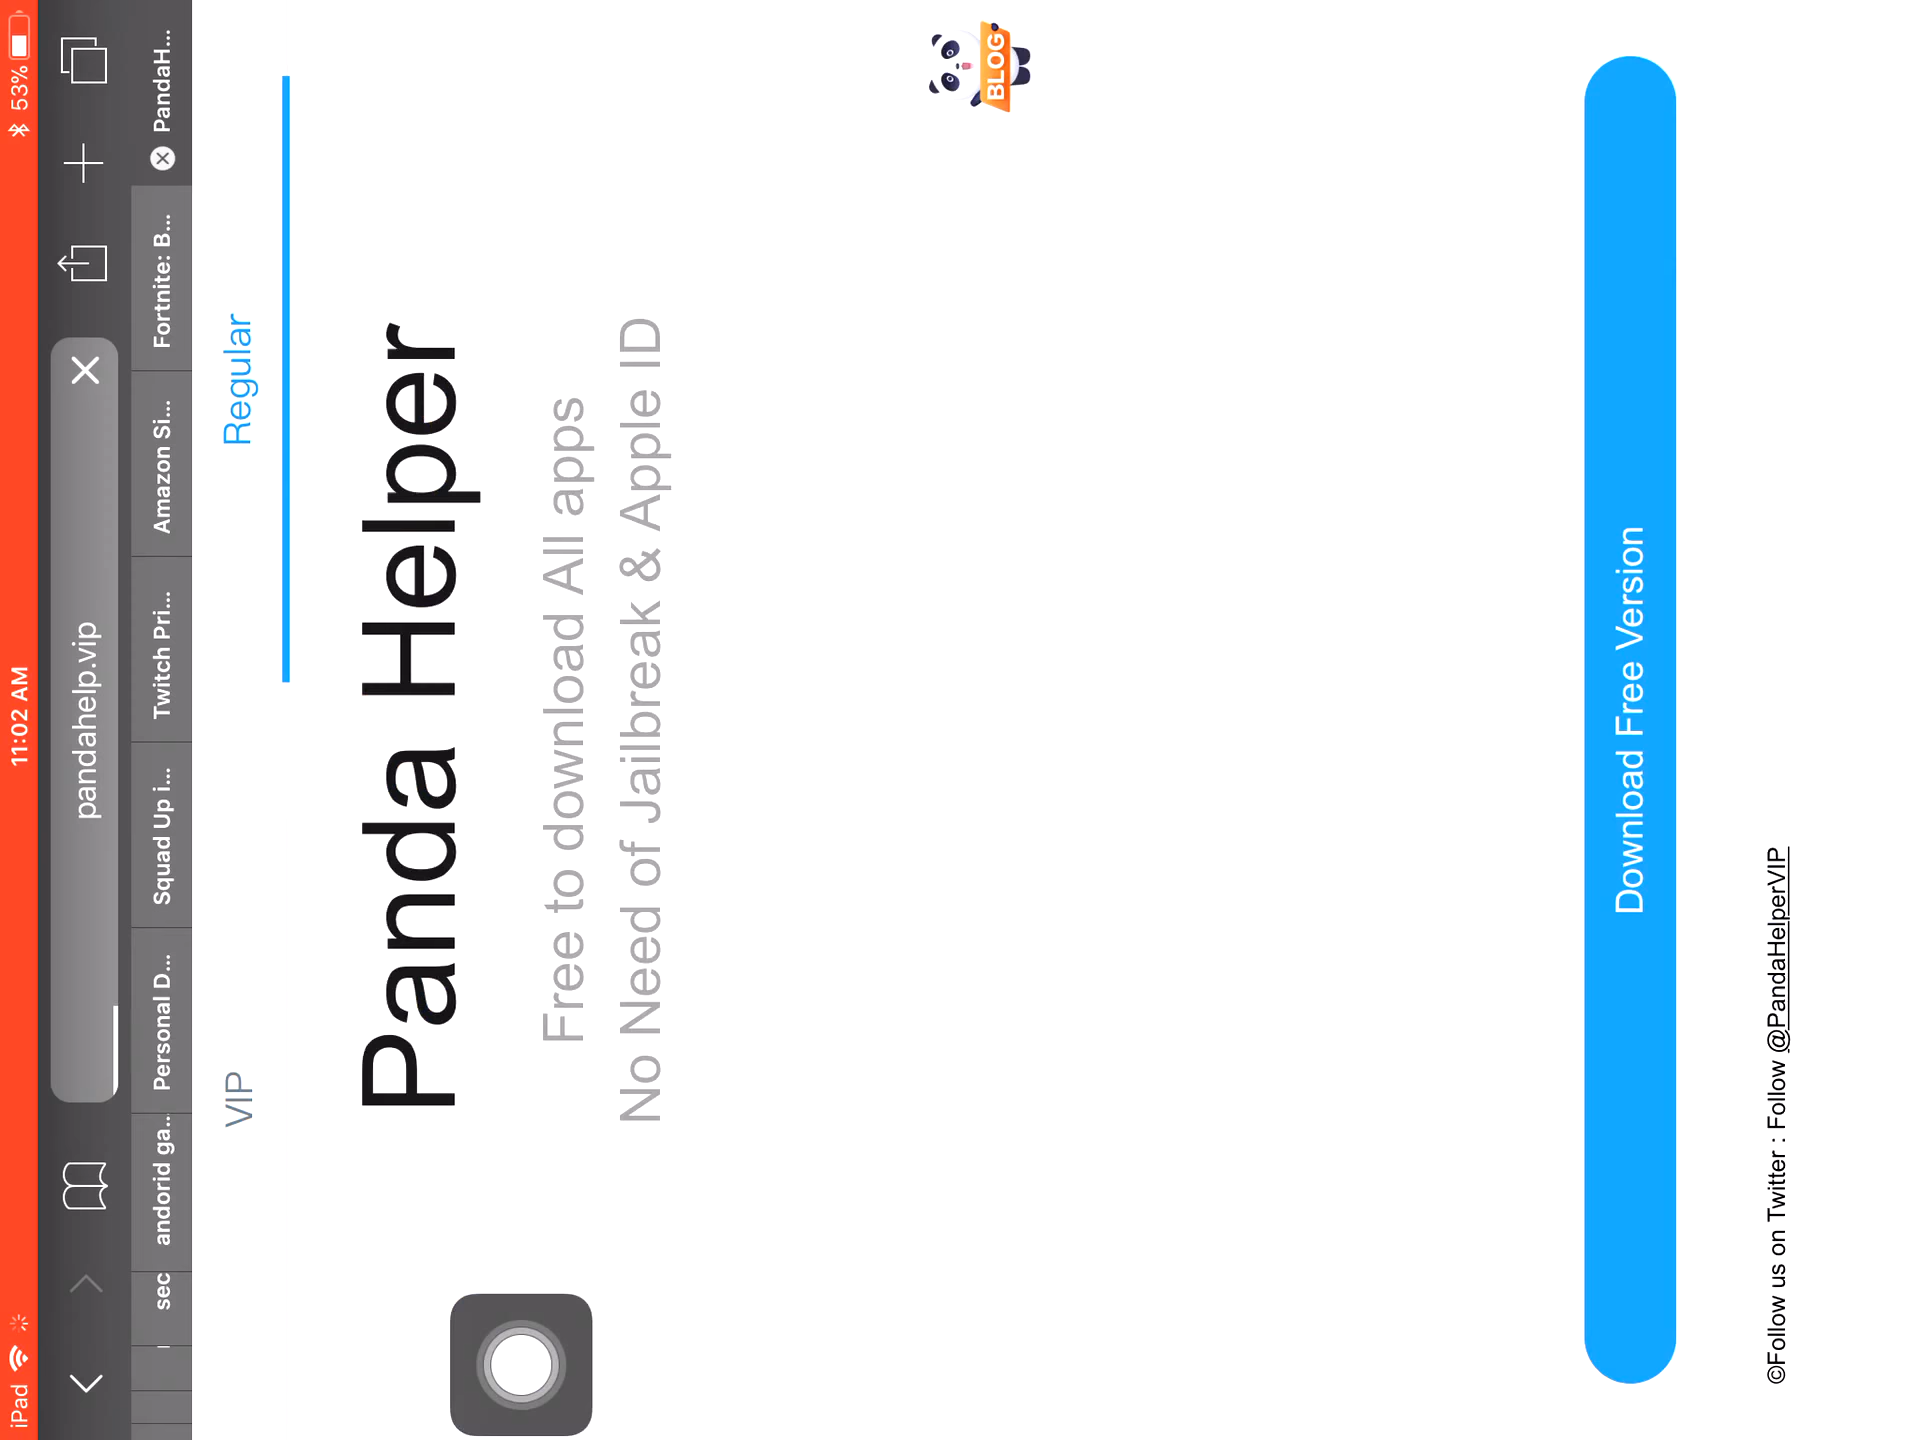 iPad
11:02 AM
53%
pandahelp.vip
sec
andorid ga...
Personal D...
Squad Up i...
Twitch Pri...
Amazon Si...
Fortnite: B...
PandaH...
VIP
Regular
Panda Helper
Free to download All apps
No Need of Jailbreak & Apple ID
BLOG
Download Free Version
©Follow us on Twitter : Follow @PandaHelperVIP